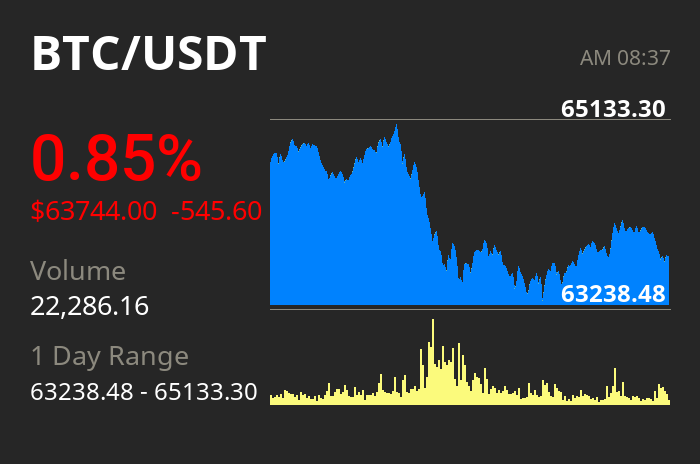 BTC/USDT
AM 08:37
65133.30
0.85%
$63744.00 -545.60
Volume
22,286.16
63238.48
1 Day Range
63238.48 - 65133.30